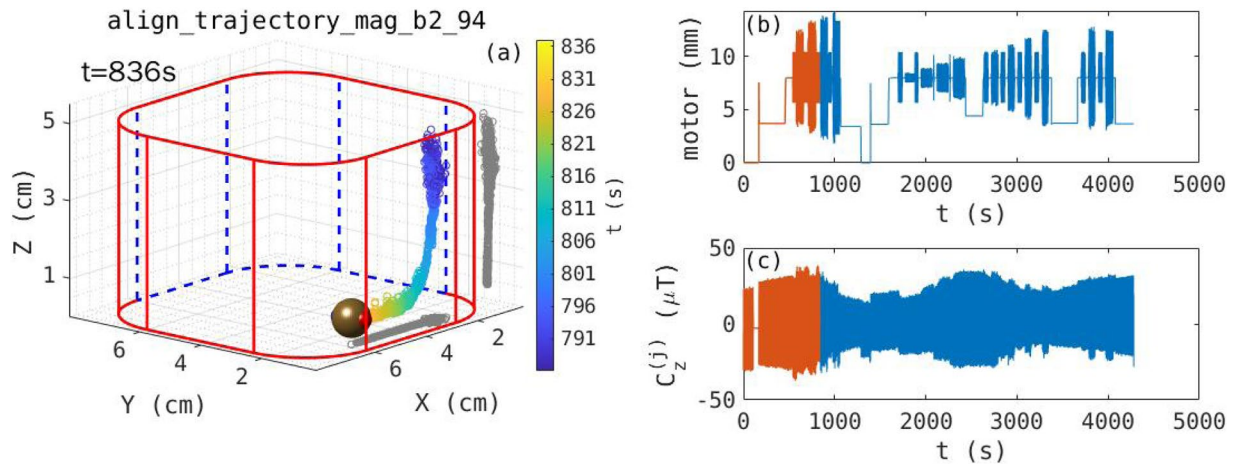 align_trajectory_mag_b2_94
(a)
t=836s
Z (cm)
5
3
1
6
4
2
Y (cm)
6
4
2
X (cm)
836
831
826
821
816
811
806
801
796
791
t (s)
(b)
motor (mm)
10
5
0
0
1000
2000
3000
4000
5000
t (s)
(c)
C_z^(j) (μT)
50
0
-50
0
1000
2000
3000
4000
5000
t (s)